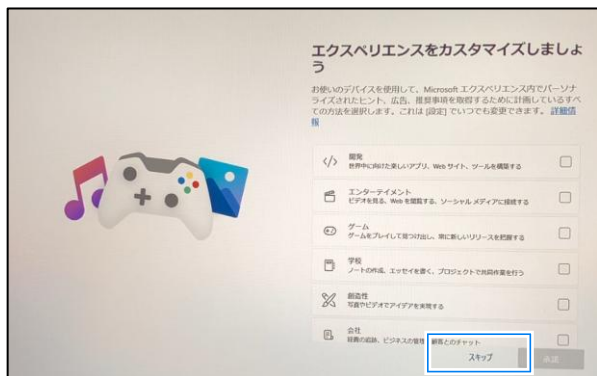 エクスペリエンスをカスタマイズしましょ
う
お使いのデバイスを使用して、Microsoft エクスペリエンス内でパーソナ
ライズされたヒント、広告、推奨事項を取得するために計画しているすべ
ての方法を選択します。これは [設定] でいつでも変更できます。 詳細情
報
開発
世界中に向けた楽しいアプリ、Web サイト、ツールを構築する
エンターテイメント
ビデオを見る、Web を閲覧する、ソーシャル メディアに接続する
ゲーム
ゲームをプレイして見つけ出し、常に新しいリリースを把握する
学校
ノートの作成、エッセイを書く、プロジェクトで共同作業を行う
創造性
写真やビデオでアイデアを実現する
会社
経費の追跡、ビジネスの管理、顧客とのチャット
スキップ
承諾